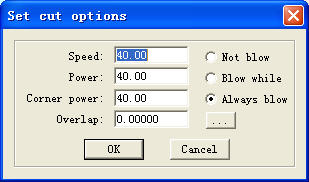 Set cut options
Speed: 40.00 Not blow
Power: 40.00 Blow while
Corner power: 40.00 Always blow
Overlap: 0.00000 ...
OK Cancel